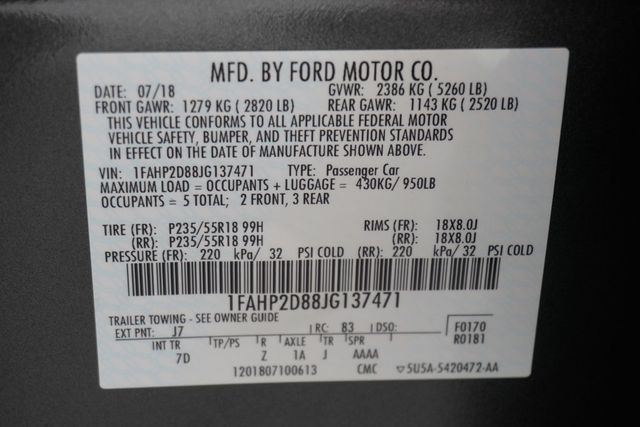 MFD. BY FORD MOTOR CO.
DATE: 07/18 GVWR: 2386 KG ( 5260 LB)
FRONT GAWR: 1279 KG ( 2820 LB) REAR GAWR: 1143 KG ( 2520 LB)
THIS VEHICLE CONFORMS TO ALL APPLICABLE FEDERAL MOTOR
VEHICLE SAFETY, BUMPER, AND THEFT PREVENTION STANDARDS
IN EFFECT ON THE DATE OF MANUFACTURE SHOWN ABOVE.
VIN: 1FAHP2D88JG137471 TYPE: Passenger Car
MAXIMUM LOAD = OCCUPANTS + LUGGAGE = 430KG/ 950LB
OCCUPANTS = 5 TOTAL; 2 FRONT, 3 REAR
TIRE (FR): P235/55R18 99H RIMS (FR): 18X8.0J
(RR): P235/55R18 99H (RR): 18X8.0J
PRESSURE (FR): 220 kPa/ 32 PSI COLD (RR): 220 kPa/ 32 PSI COLD
1FAHP2D88JG137471
TRAILER TOWING - SEE OWNER GUIDE
EXT PNT: J7 RC: 83 DSO: F0170
R0181
INT TR TP/PS R AXLE TR SPR
7D Z 1A J AAAA
1201807100613 CMC ▽5U5A-5420472-AA